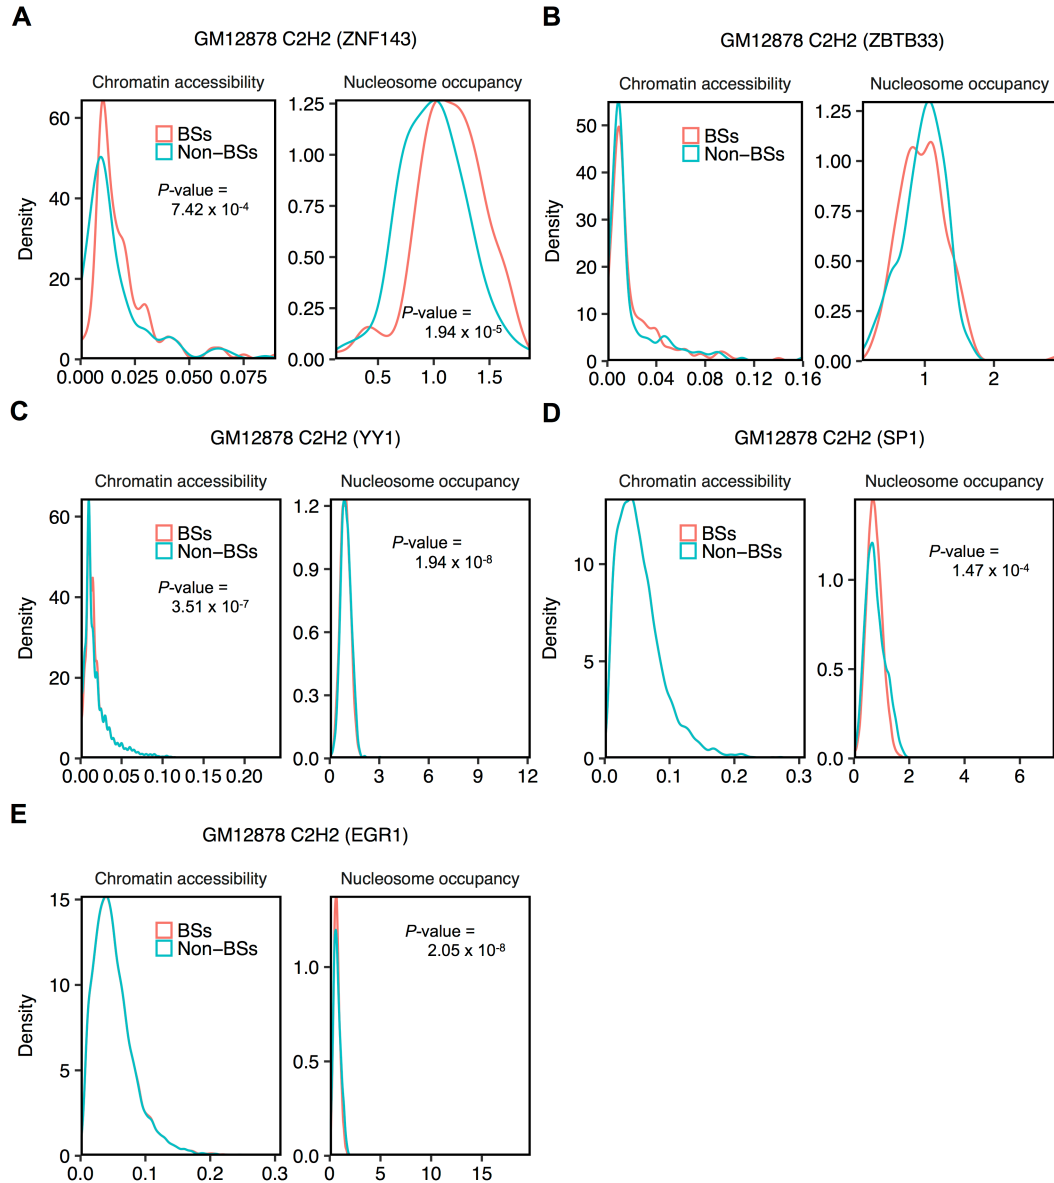 A
GM12878 C2H2 (ZNF143)
Chromatin accessibility
Nucleosome occupancy
Density
60
40
20
0
0.000 0.025 0.050 0.075
BSs
Non-BSs
P-value =
7.42 x 10-4
1.25
1.00
0.75
0.50
0.25
0.00
0.5 1.0 1.5
P-value =
1.94 x 10-5
B
GM12878 C2H2 (ZBTB33)
Chromatin accessibility
Nucleosome occupancy
Density
50
40
30
20
10
0
0.00 0.04 0.08 0.12 0.16
BSs
Non-BSs
1.25
1.00
0.75
0.50
0.25
0.00
1 2
C
GM12878 C2H2 (YY1)
Chromatin accessibility
Nucleosome occupancy
Density
60
40
20
0
0.000 0.05 0.10 0.15 0.20
BSs
Non-BSs
P-value =
3.51 x 10-7
1.2
0.9
0.6
0.3
0.0
0 3 6 9 12
P-value =
1.94 x 10-8
D
GM12878 C2H2 (SP1)
Chromatin accessibility
Nucleosome occupancy
Density
10
5
0
0.0 0.1 0.2 0.3
BSs
Non-BSs
1.0
0.5
0.0
0 2 4 6
P-value =
1.47 x 10-4
E
GM12878 C2H2 (EGR1)
Chromatin accessibility
Nucleosome occupancy
Density
15
10
5
0
0.0 0.1 0.2 0.3
BSs
Non-BSs
1.0
0.5
0.0
0 5 10 15
P-value =
2.05 x 10-8